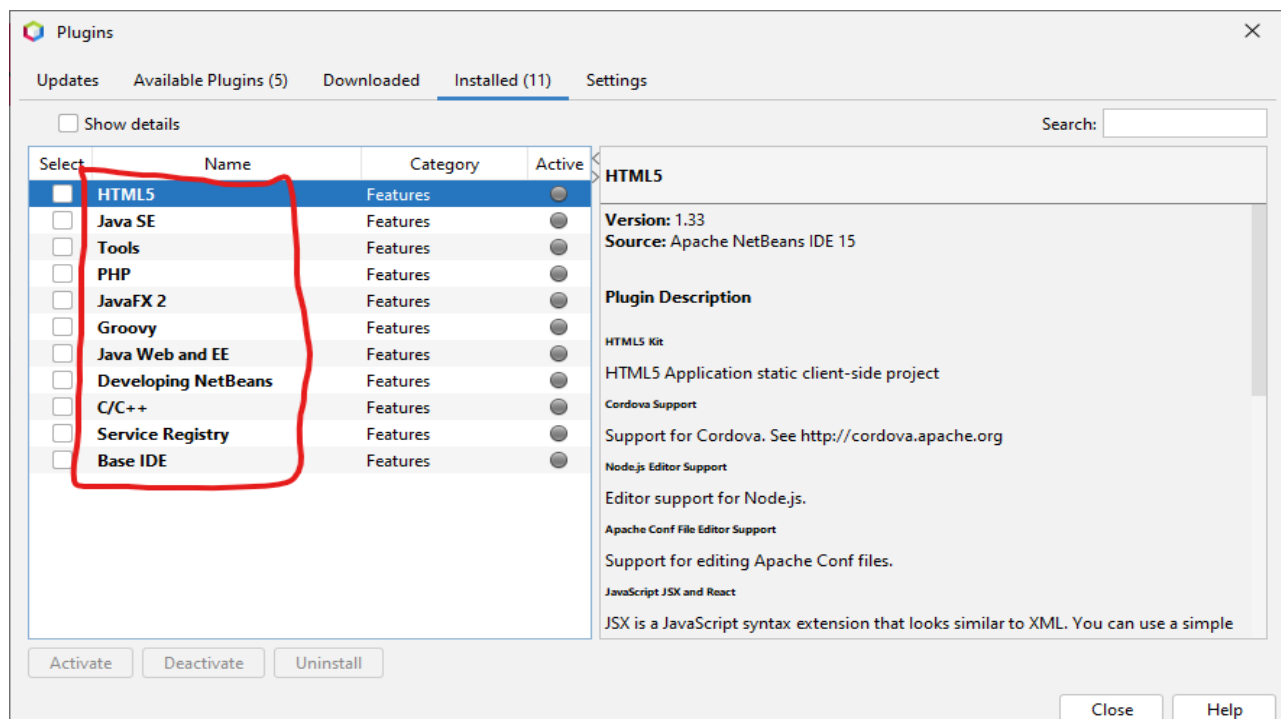 Plugins
Updates Available Plugins (5) Downloaded Installed (11) Settings
Show details Search:
Select Name Category Active
HTML5 Features
Java SE Features
Tools Features
PHP Features
JavaFX 2 Features
Groovy Features
Java Web and EE Features
Developing NetBeans Features
C/C++ Features
Service Registry Features
Base IDE Features
HTML5
Version: 1.33
Source: Apache NetBeans IDE 15
Plugin Description
HTML5 Kit
HTML5 Application static client-side project
Cordova Support
Support for Cordova. See http://cordova.apache.org
Node.js Editor Support
Editor support for Node.js.
Apache Conf File Editor Support
Support for editing Apache Conf files.
JavaScript JSX and React
JSX is a JavaScript syntax extension that looks similar to XML. You can use a simple
Activate Deactivate Uninstall
Close Help